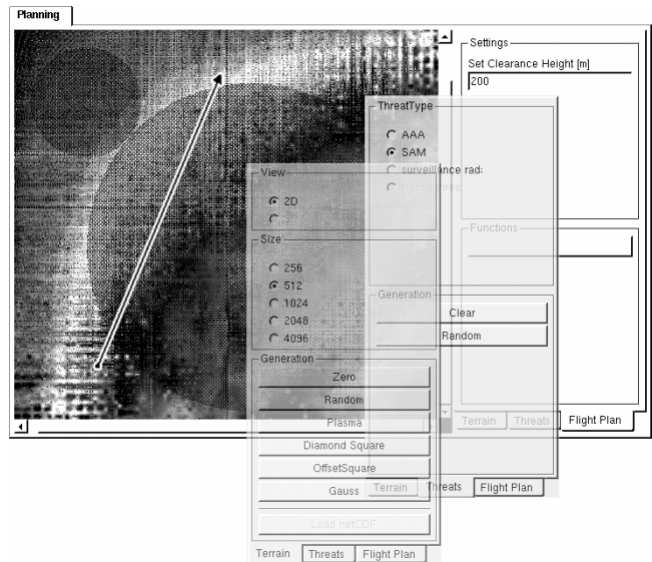 Planning
Settings
Set Clearance Height [m]
200
Functions
Terrain
Threats
Flight Plan
ThreatType
AAA
SAM
surveillance rad
Generation
Clear
Random
Terrain
Threats
Flight Plan
View
2D
Size
256
512
1024
2048
4096
Generation
Zero
Random
Plasma
Diamond Square
OffsetSquare
Gauss
Load netCDF
Terrain
Threats
Flight Plan